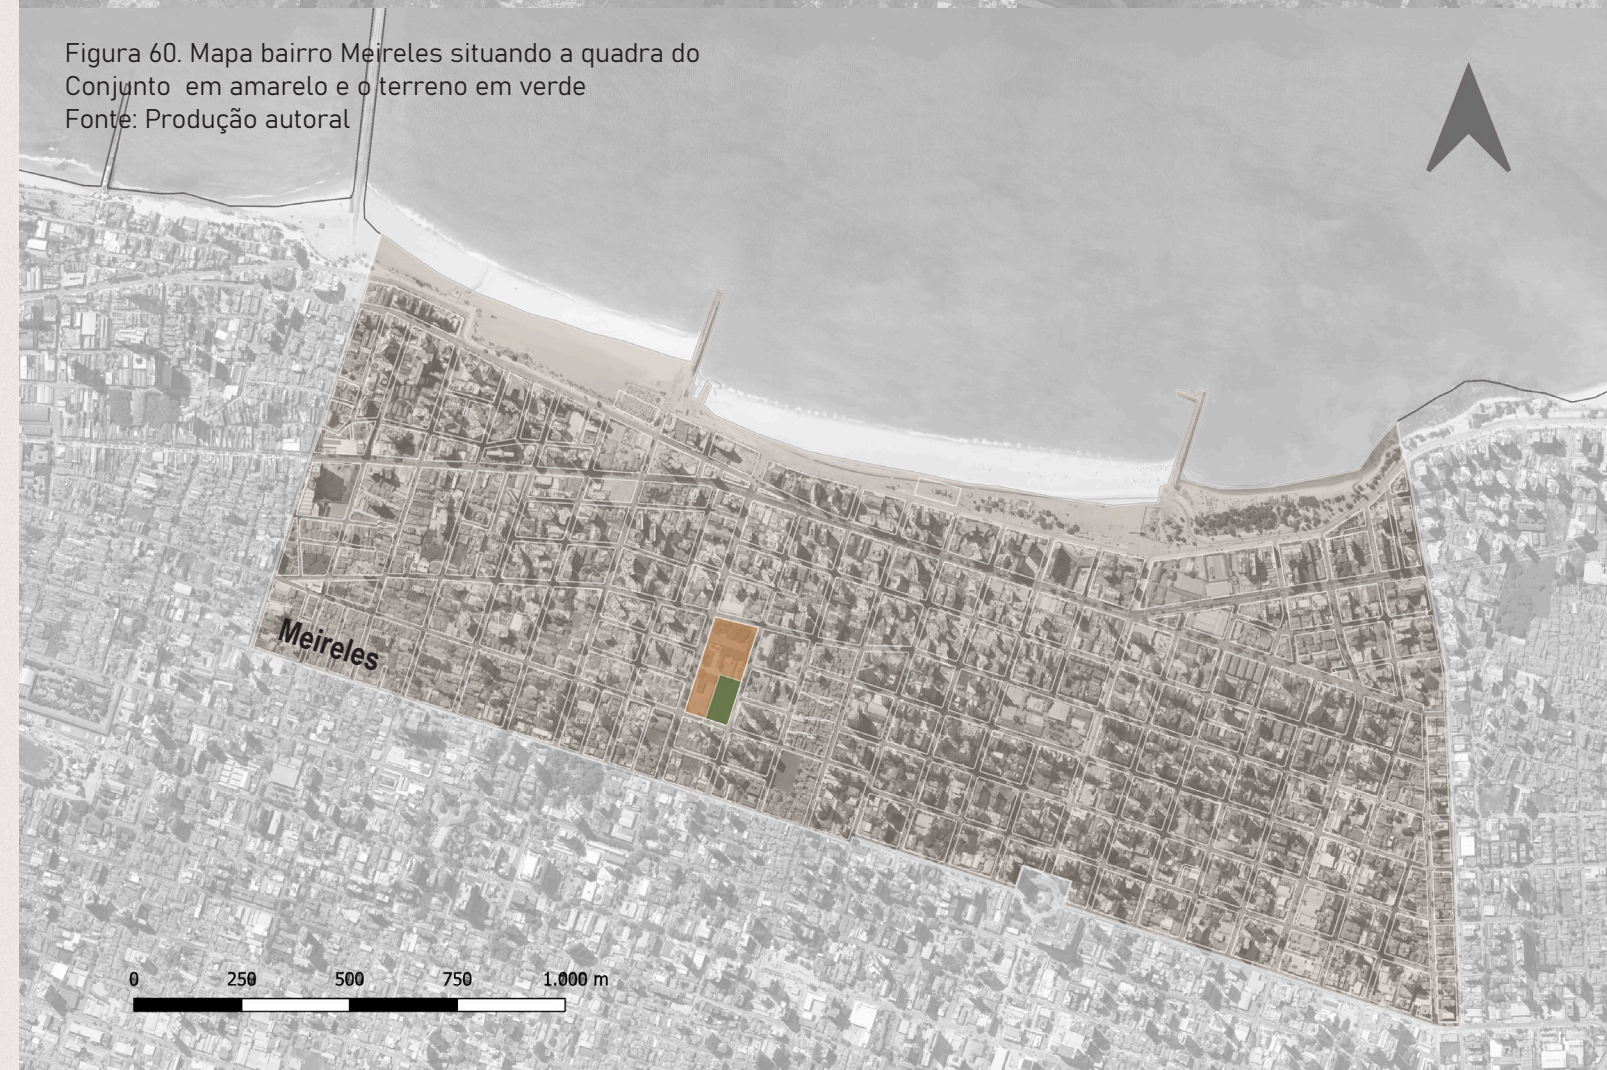 Figura 60. Mapa bairro Meireles situando a quadra do
Conjunto  em amarelo e o terreno em verde
Fonte: Produção autoral
Meireles
0 250 500 750 1.000 m